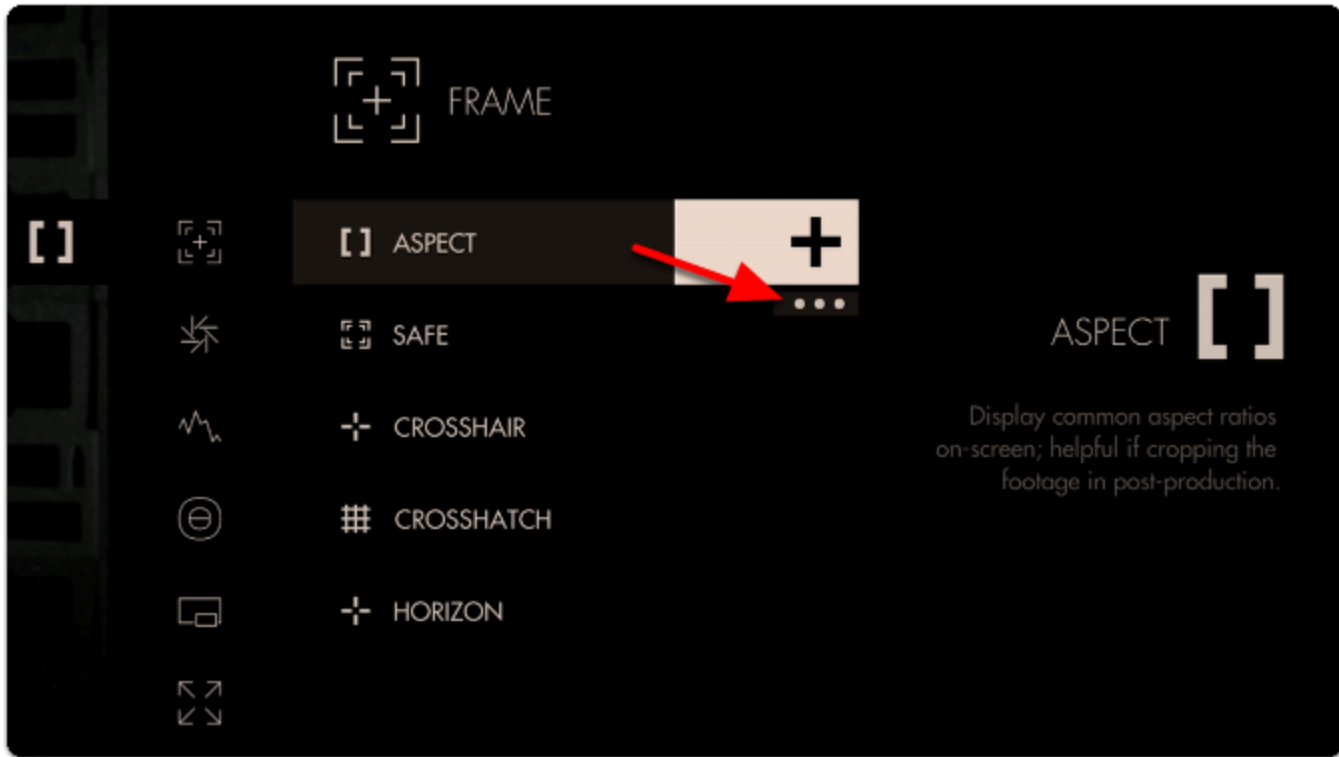 FRAME
ASPECT
SAFE
CROSSHAIR
CROSSHATCH
HORIZON
ASPECT
Display common aspect ratios
on-screen; helpful if cropping the
footage in post-production.